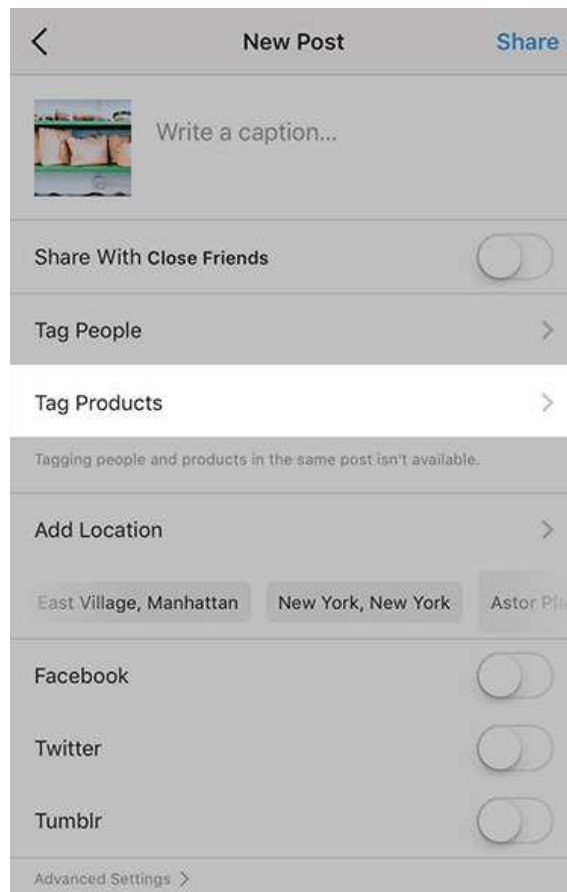 New Post Share
Write a caption...
Share With Close Friends
Tag People
Tag Products
Tagging people and products in the same post isn't available.
Add Location
East Village, Manhattan New York, New York Astor
Facebook
Twitter
Tumblr
Advanced Settings